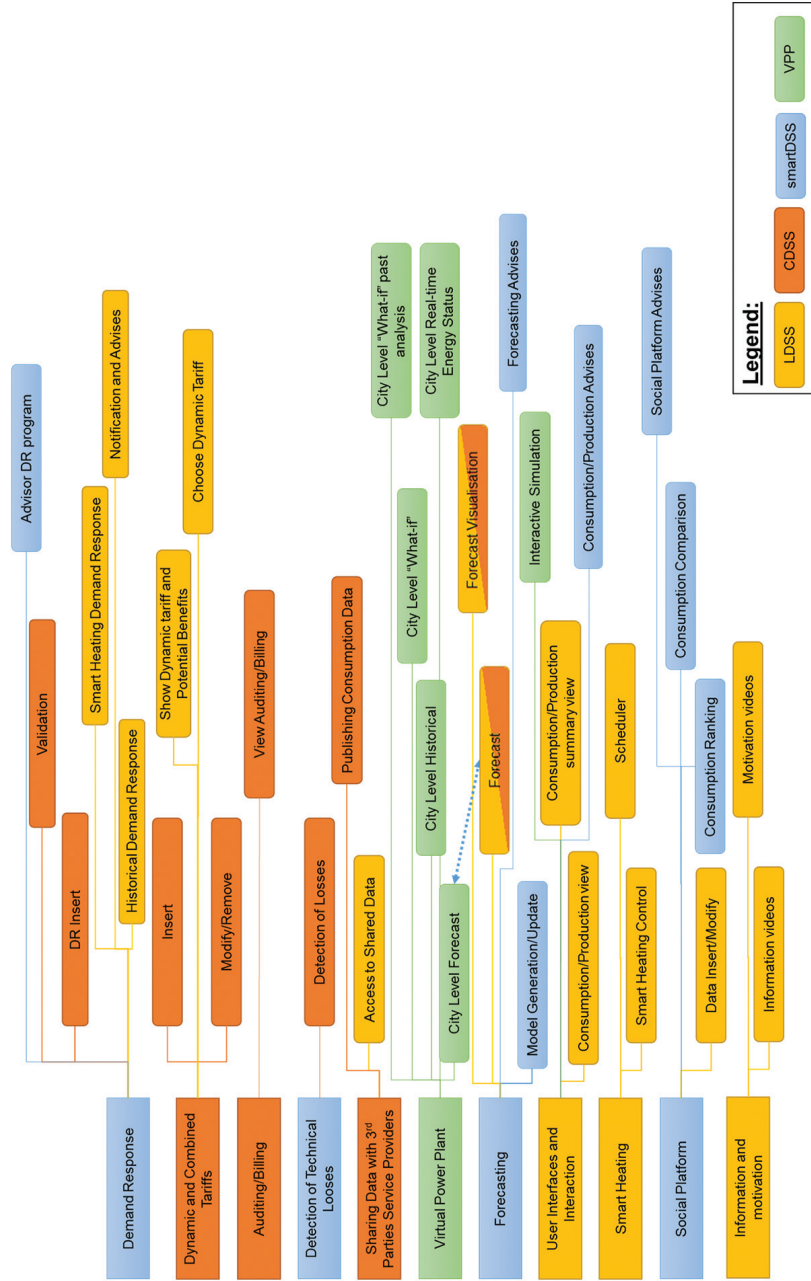 Demand Response
Advisor DR program
Validation
DR Insert
Smart Heating Demand Response
Notification and Advises
Historical Demand Response
Dynamic and Combined
Tariffs
Insert
Modify/Remove
Show Dynamic tariff and
Potential Benefits
Choose Dynamic Tariff
Auditing/Billing
View Auditing/Billing
Detection of Technical
Looses
Detection of Losses
Sharing Data with 3rd
Parties Service Providers
Publishing Consumption Data
Access to Shared Data
Virtual Power Plant
City Level "What-if" past
analysis
City Level "What-if"
City Level Historical
City Level Real-time
Energy Status
City Level Forecast
Forecasting
Forecast Visualisation
Forecast
Forecasting Advises
Model Generation/Update
User Interfaces and
Interaction
Interactive Simulation
Consumption/Production view
Consumption/Production
summary view
Consumption/Production Advises
Smart Heating
Smart Heating Control
Scheduler
Social Platform
Social Platform Advises
Consumption Comparison
Consumption Ranking
Data Insert/Modify
Information and
motivation
Information videos
Motivation videos
Legend:
LDSS
CDSS
smartDSS
VPP